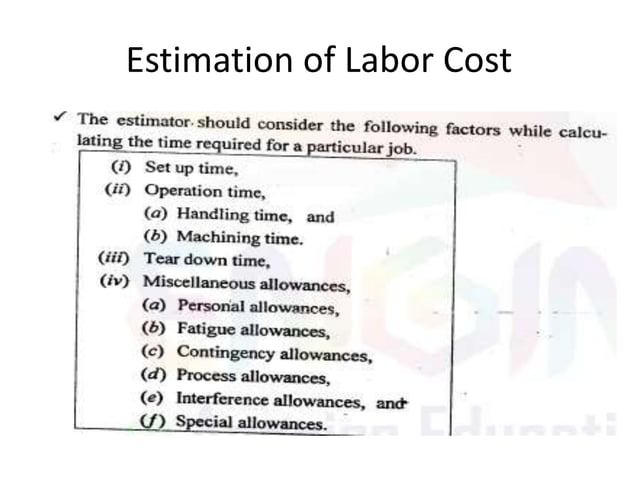 Estimation of Labor Cost
✓ The estimator should consider the following factors while calcu-
lating the time required for a particular job.
(i) Set up time,
(ii) Operation time,
(a) Handling time, and
(b) Machining time.
(iii) Tear down time,
(iv) Miscellaneous allowances,
(a) Personal allowances,
(b) Fatigue allowances,
(c) Contingency allowances,
(d) Process allowances,
(e) Interference allowances, and
(f) Special allowances.